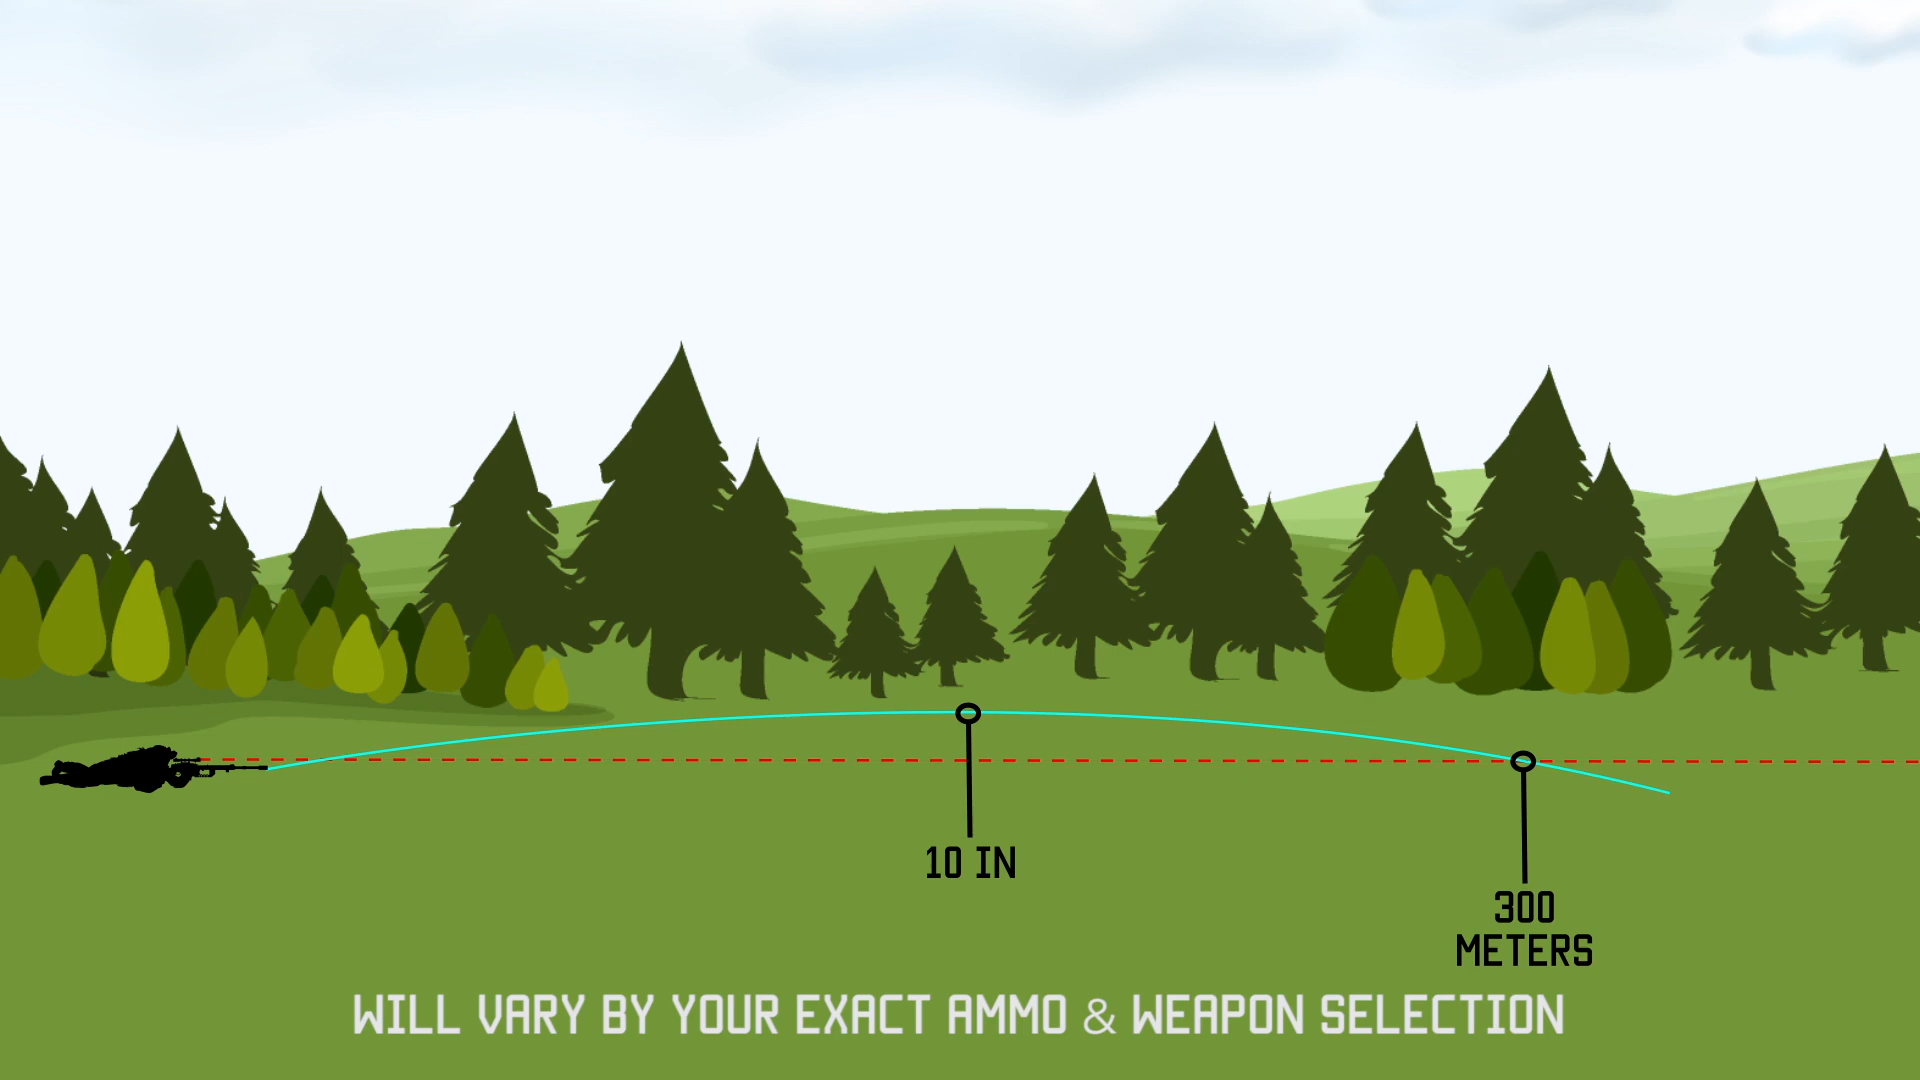 10 IN
300
METERS
WILL VARY BY YOUR EXACT AMMO & WEAPON SELECTION